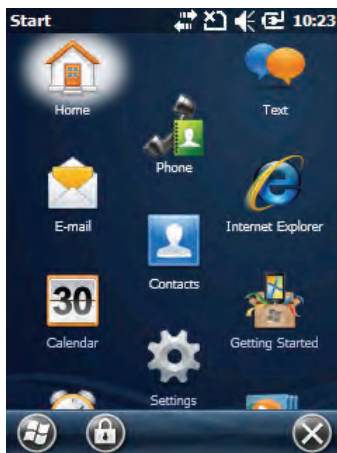 Start 10:23
Home
Text
Phone
E-mail
Internet Explorer
Contacts
30
Calendar
Getting Started
Settings